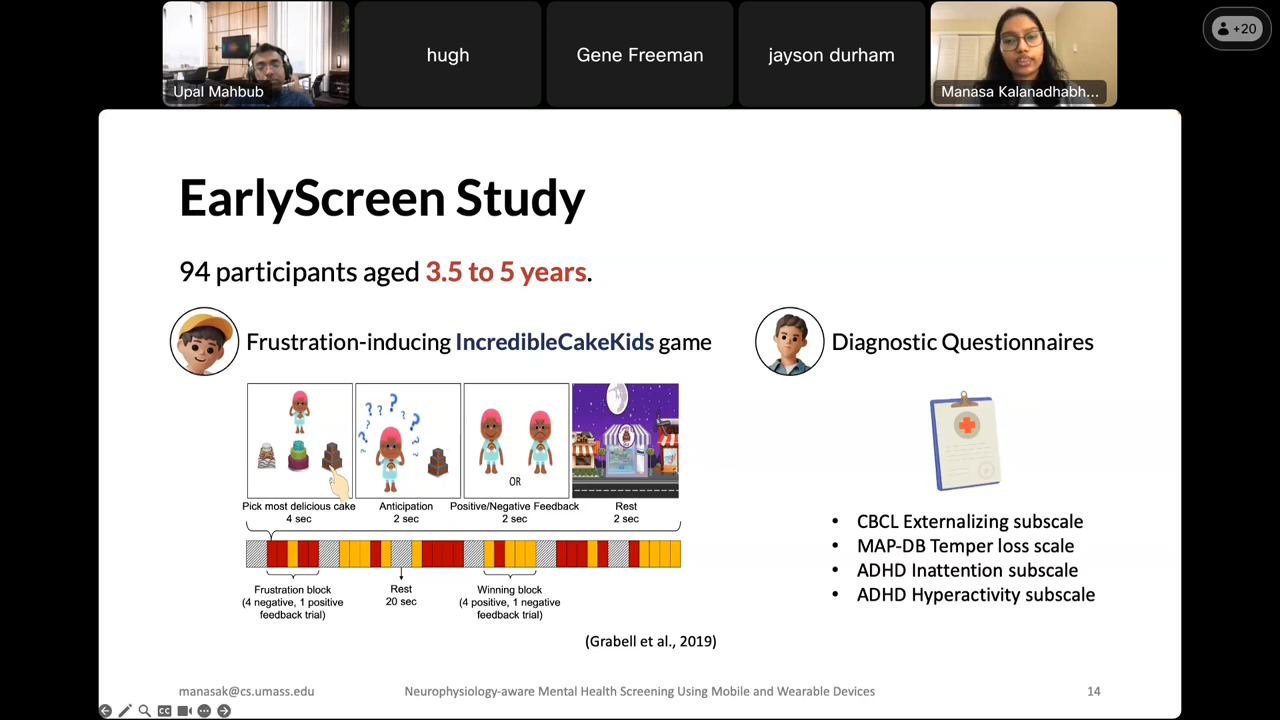 Upal Mahbub
hugh
Gene Freeman
jayson durham
Manasa Kalanadhabh...
+20
EarlyScreen Study
94 participants aged 3.5 to 5 years.
Frustration-inducing IncredibleCakeKids game
Diagnostic Questionnaires
? ? ? ? ? ? ? ?
OR
Pick most delicious cake
4 sec
Anticipation
2 sec
Positive/Negative Feedback
2 sec
Rest
2 sec
Frustration block
(4 negative, 1 positive
feedback trial)
Rest
20 sec
Winning block
(4 positive, 1 negative
feedback trial)
• CBCL Externalizing subscale
• MAP-DB Temper loss scale
• ADHD Inattention subscale
• ADHD Hyperactivity subscale
(Grabell et al., 2019)
manasak@cs.umass.edu
Neurophysiology-aware Mental Health Screening Using Mobile and Wearable Devices
14
CC